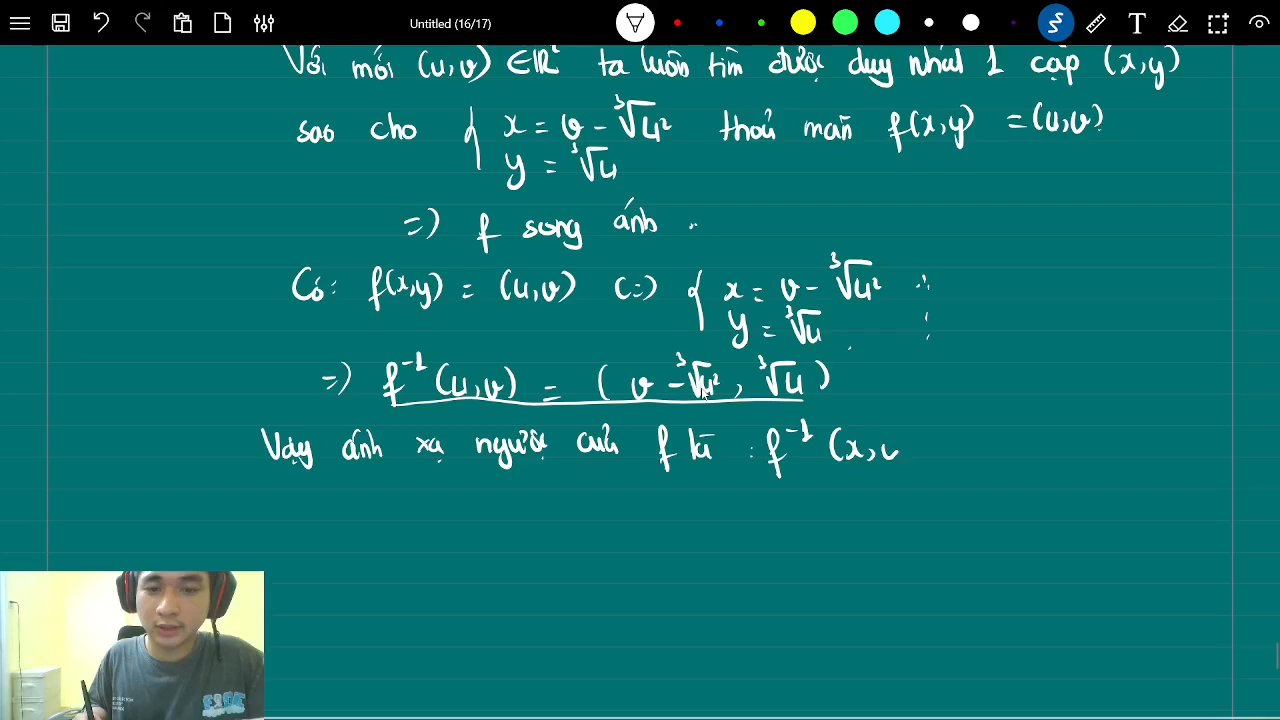 Untitled (16/17)
Với mỗi (u,v) ∈ ℝ² ta luôn tìm được duy nhất 1 cặp (x,y)
sao cho { x = v - ∛u² thoả mãn f(x,y) = (u,v)
y = ∛u
=> f song ánh.
Có: f(x,y) = (u,v) <=> { x = v - ∛u²
y = ∛u
=> f⁻¹(u,v) = (v - ∛u², ∛u)
Vậy ánh xạ ngược của f là : f⁻¹(x,